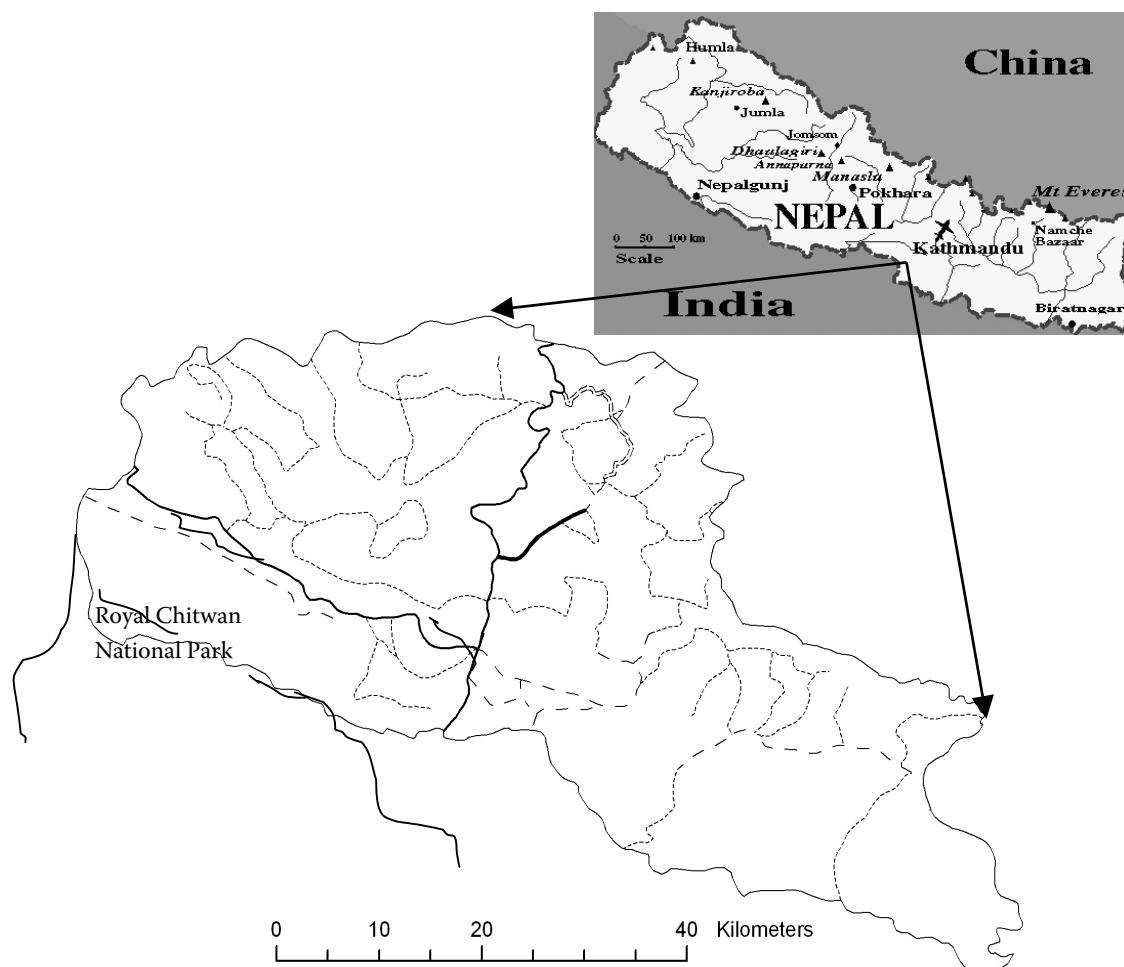 China
Humla
Kanjiroba
Jumla
Jomsom
Dhaulagiri
Annapurna
Manaslu
Mt Everes
Nepalgunj
Pokhara
NEPAL
Namche
Bazaar
0 50 100 km
Scale
Kathmandu
India
Biratnagar
Royal Chitwan
National Park
0 10 20 40 Kilometers